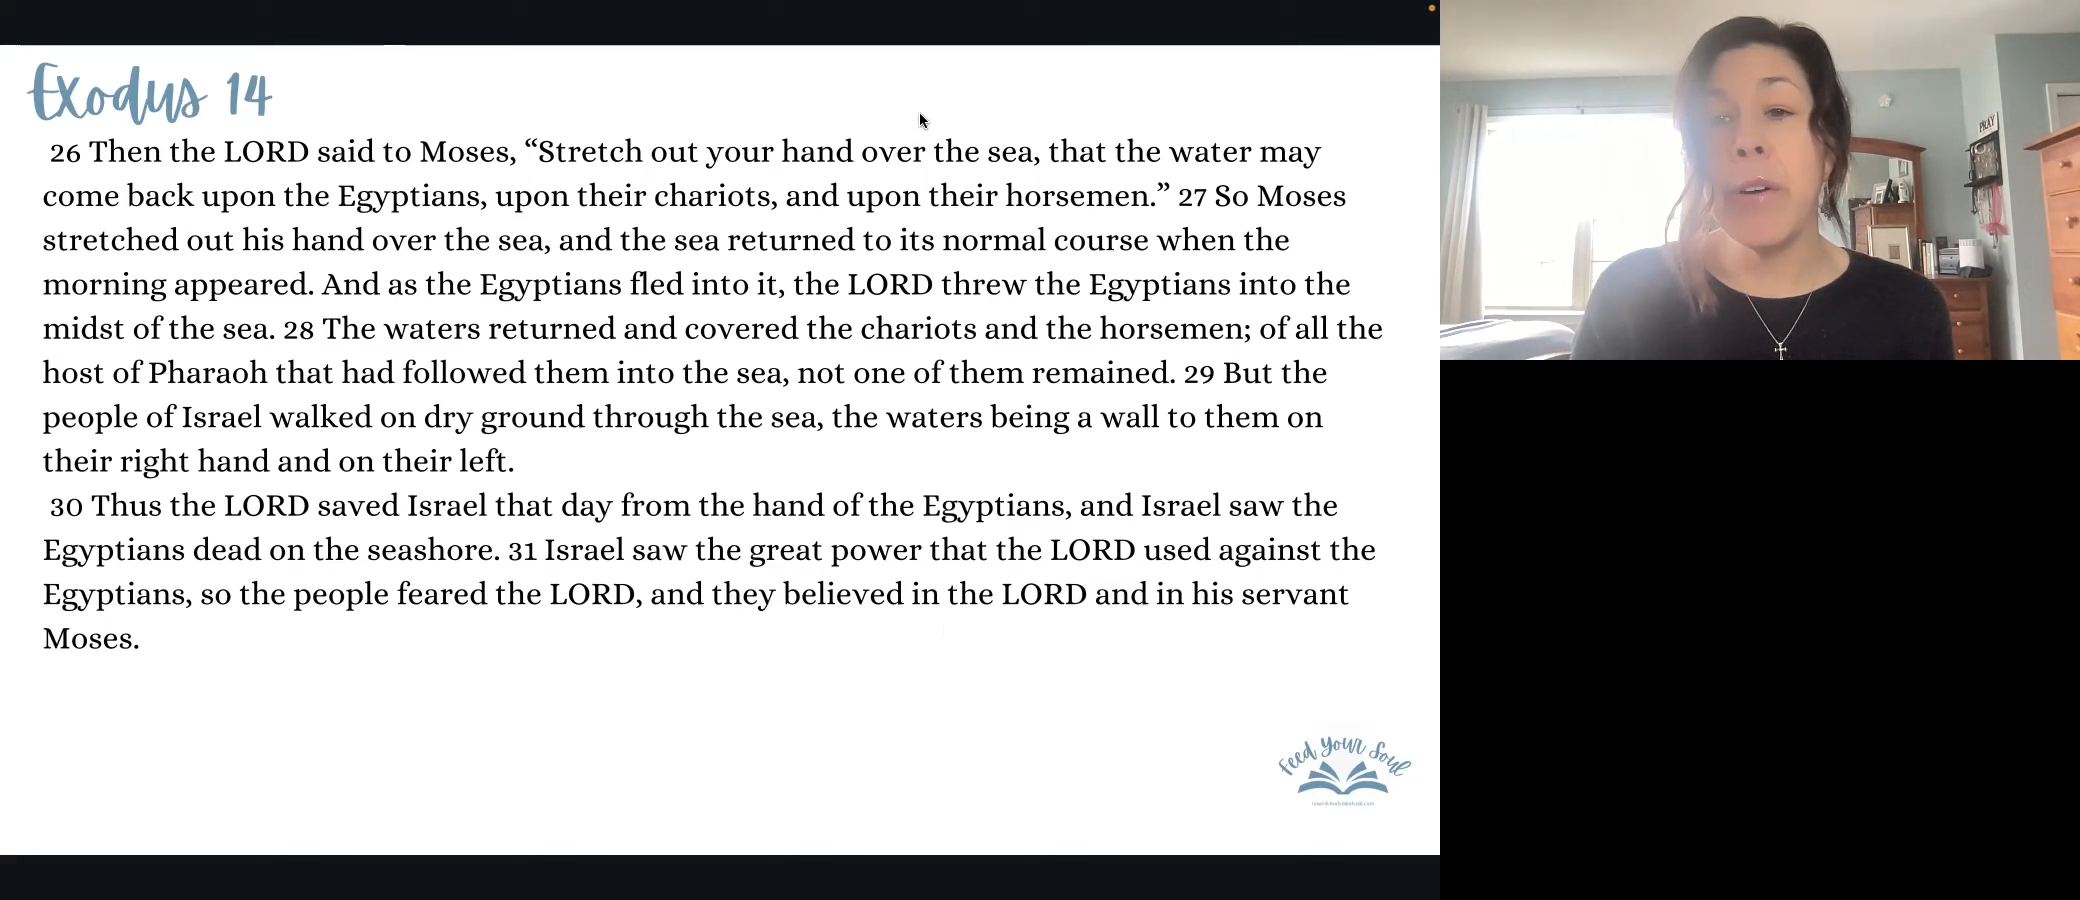 Exodus 14
26 Then the LORD said to Moses, “Stretch out your hand over the sea, that the water may
come back upon the Egyptians, upon their chariots, and upon their horsemen.” 27 So Moses
stretched out his hand over the sea, and the sea returned to its normal course when the
morning appeared. And as the Egyptians fled into it, the LORD threw the Egyptians into the
midst of the sea. 28 The waters returned and covered the chariots and the horsemen; of all the
host of Pharaoh that had followed them into the sea, not one of them remained. 29 But the
people of Israel walked on dry ground through the sea, the waters being a wall to them on
their right hand and on their left.
30 Thus the LORD saved Israel that day from the hand of the Egyptians, and Israel saw the
Egyptians dead on the seashore. 31 Israel saw the great power that the LORD used against the
Egyptians, so the people feared the LORD, and they believed in the LORD and in his servant
Moses.
Feed Your Soul
PRAY